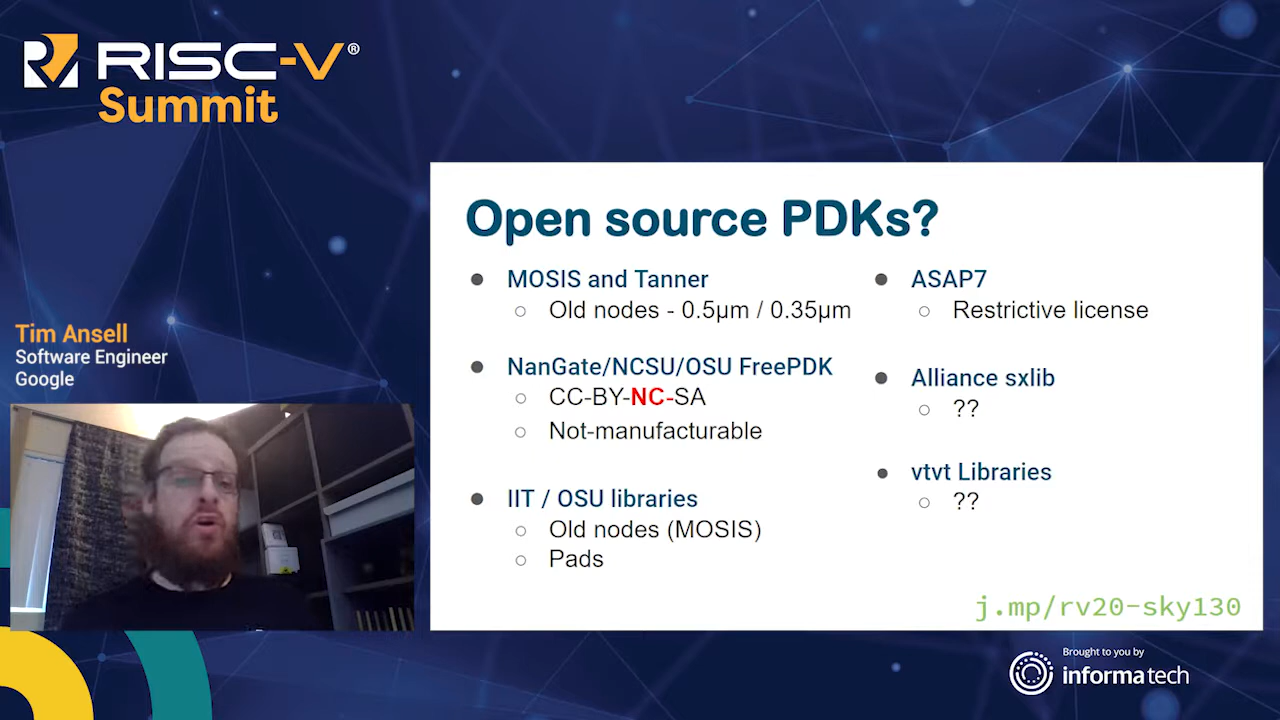 RISC-V®
Summit
Tim Ansell
Software Engineer
Google
Open source PDKs?
MOSIS and Tanner
Old nodes - 0.5µm / 0.35µm
NanGate/NCSU/OSU FreePDK
CC-BY-NC-SA
Not-manufacturable
IIT / OSU libraries
Old nodes (MOSIS)
Pads
ASAP7
Restrictive license
Alliance sxlib
??
vtvt Libraries
??
j.mp/rv20-sky130
Brought to you by
informa tech